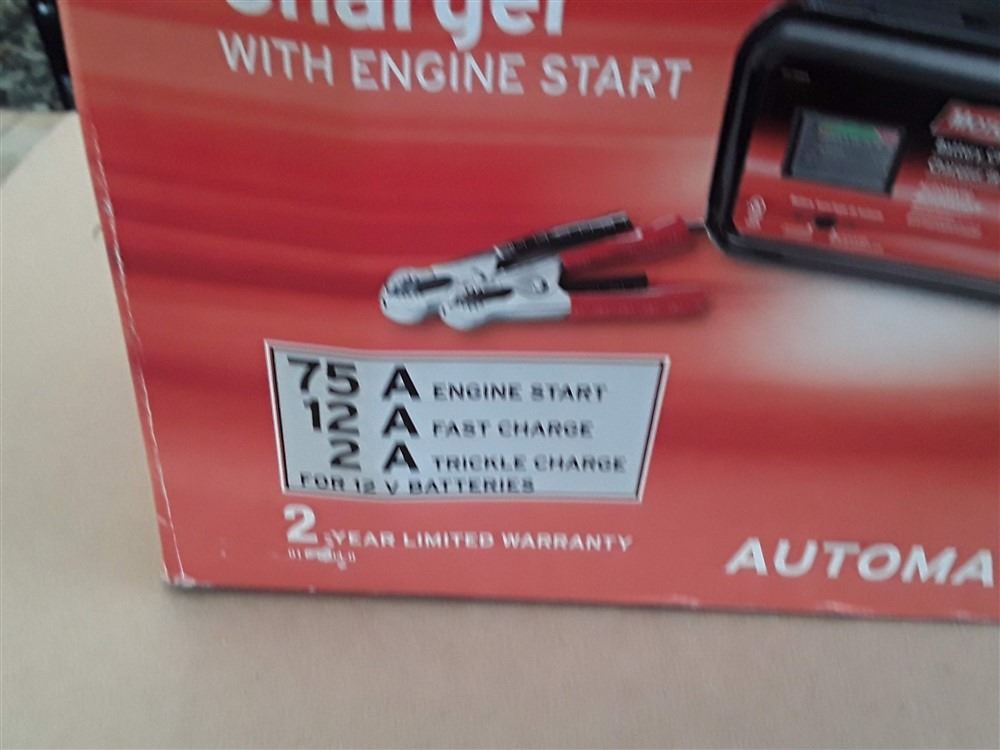 charger
WITH ENGINE START
75 A ENGINE START
12 A FAST CHARGE
2 A TRICKLE CHARGE
FOR 12 V BATTERIES
2 YEAR LIMITED WARRANTY
AUTOMA